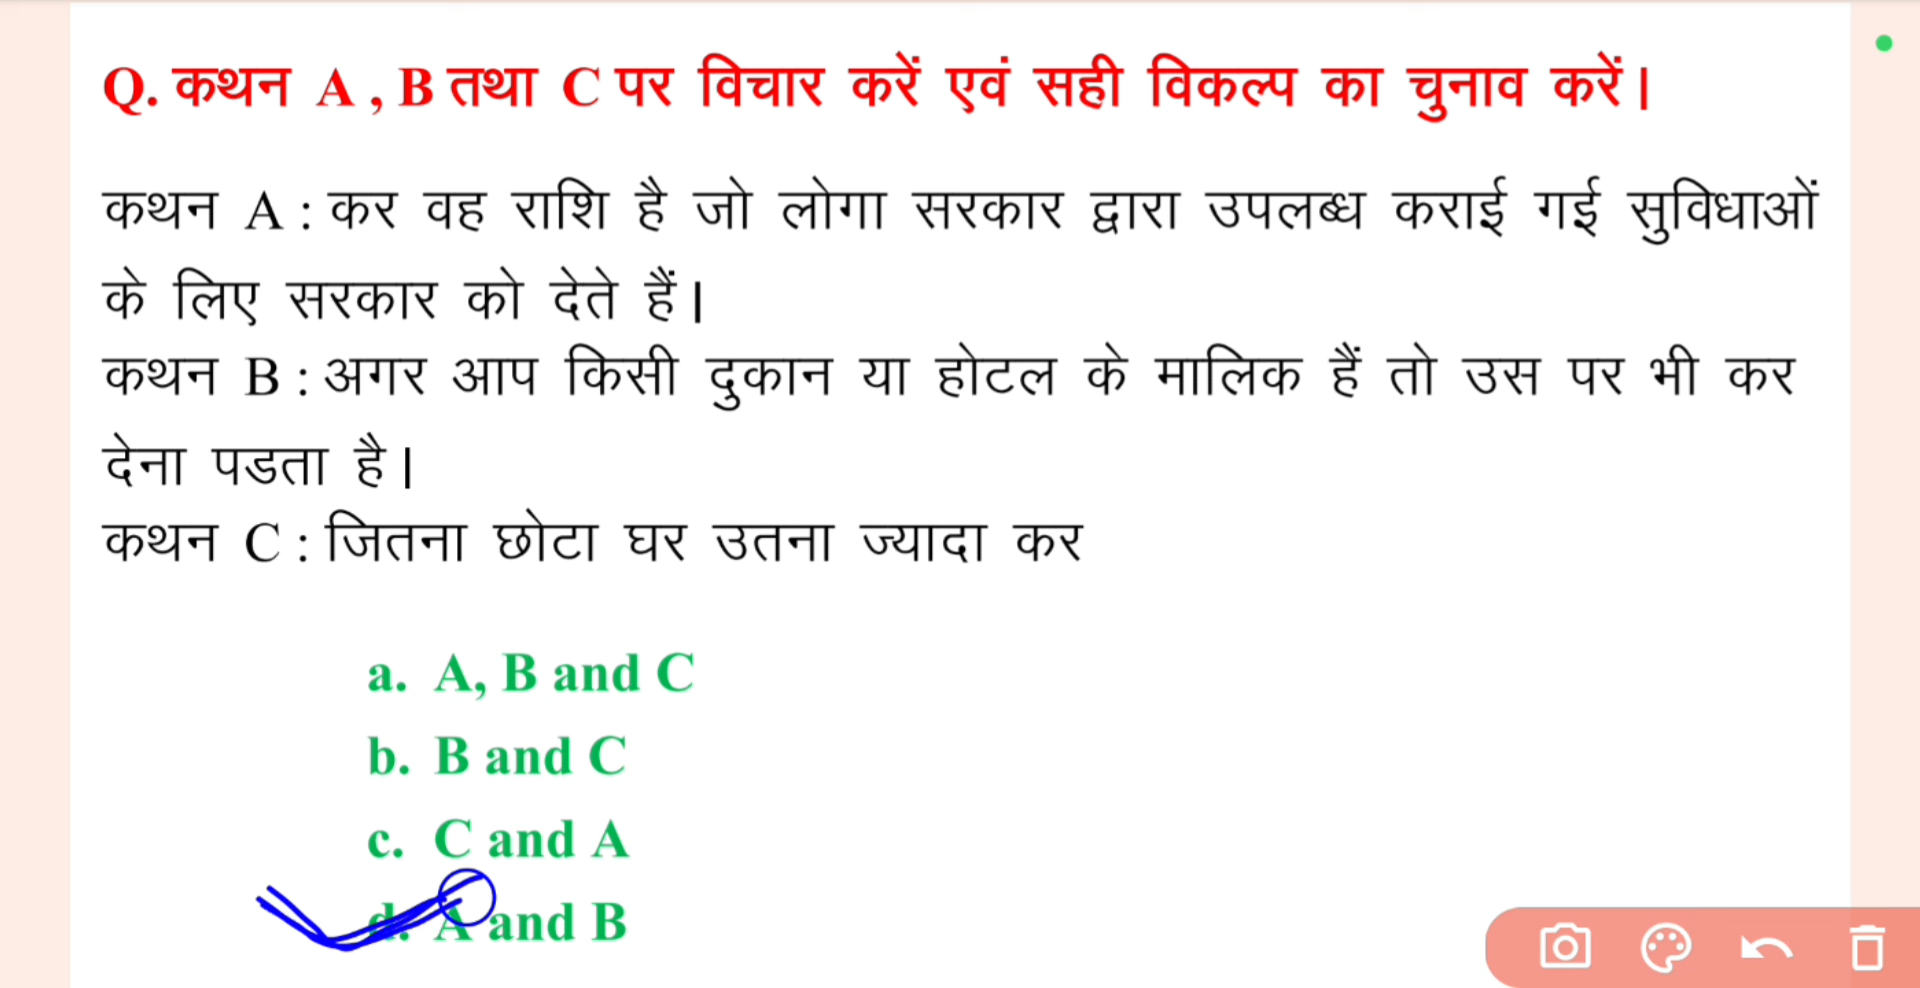 Q. कथन A , B तथा C पर विचार करें एवं सही विकल्प का चुनाव करें|
कथन A : कर वह राशि है जो लोगा सरकार द्वारा उपलब्ध कराई गई सुविधाओं
के लिए सरकार को देते हैं|
कथन B : अगर आप किसी दुकान या होटल के मालिक हैं तो उस पर भी कर
देना पडता है|
कथन C : जितना छोटा घर उतना ज्यादा कर
a. A, B and C
b. B and C
c. C and A
d. A and B